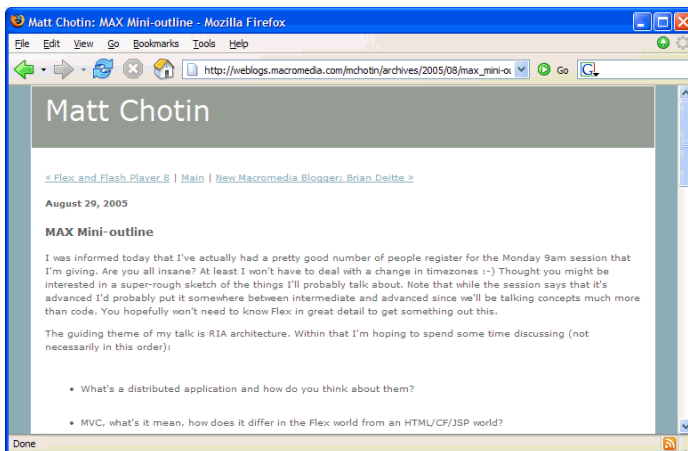 Matt Chotin: MAX Mini-outline - Mozilla Firefox
File Edit View Go Bookmarks Tools Help
http://weblogs.macromedia.com/mchotin/archives/2005/08/max_mini-ou Go G
Matt Chotin
« Flex and Flash Player 8 | Main | New Macromedia Blogger: Brian Deitte »
August 29, 2005
MAX Mini-outline
I was informed today that I've actually had a pretty good number of people register for the Monday 9am session that
I'm giving. Are you all insane? At least I won't have to deal with a change in timezones :-) Thought you might be
interested in a super-rough sketch of the things I'll probably talk about. Note that while the session says that it's
advanced I'd probably put it somewhere between intermediate and advanced since we'll be talking concepts much more
than code. You hopefully won't need to know Flex in great detail to get something out this.
The guiding theme of my talk is RIA architecture. Within that I'm hoping to spend some time discussing (not
necessarily in this order):
• What's a distributed application and how do you think about them?
• MVC, what's it mean, how does it differ in the Flex world from an HTML/CF/JSP world?
Done